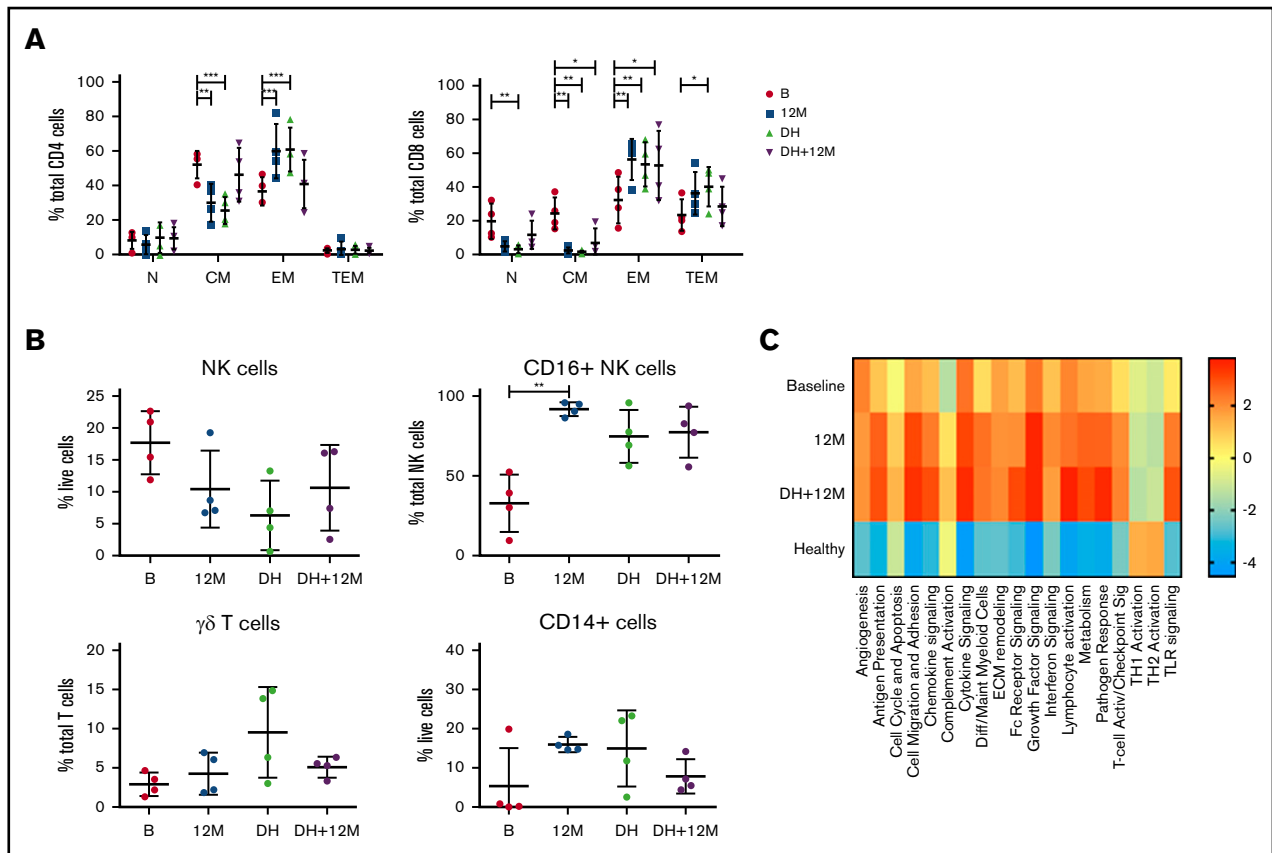 A
100
80
60
40
20
0
% total CD4 cells
*** ***
** ***
N CM EM TEM
100
80
60
40
20
0
% total CD8 cells
* *
** ** ** *
** **
N CM EM TEM
B
12M
DH
DH+12M
B
NK cells
25
20
15
10
5
0
% live cells
B 12M DH DH+12M
CD16+ NK cells
100
50
0
% total NK cells
**
B 12M DH DH+12M
γδ T cells
20
15
10
5
0
% total T cells
B 12M DH DH+12M
CD14+ cells
40
30
20
10
0
% live cells
B 12M DH DH+12M
C
Baseline
12M
DH+12M
Healthy
2
0
-2
-4
Angiogenesis
Antigen Presentation
Cell Cycle and Apoptosis
Cell Migration and Adhesion
Chemokine signaling
Complement Activation
Cytokine Signaling
Diff/Maint Myeloid Cells
ECM remodeling
Fc Receptor Signaling
Growth Factor Signaling
Interferon Signaling
Lymphocyte activation
Metabolism
Pathogen Response
T-cell Activ/Checkpoint Sig
TH1 Activation
TH2 Activation
TLR signaling